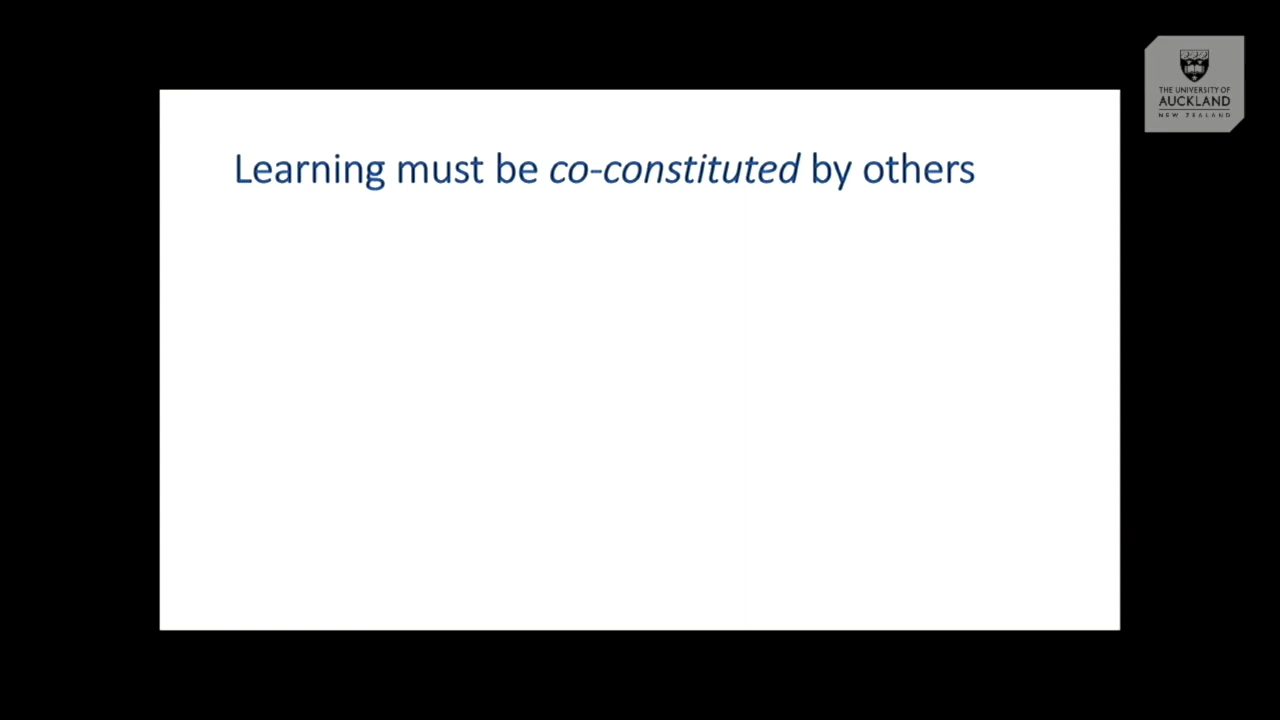 Learning must be co-constituted by others
THE UNIVERSITY OF
AUCKLAND
NEW ZEALAND